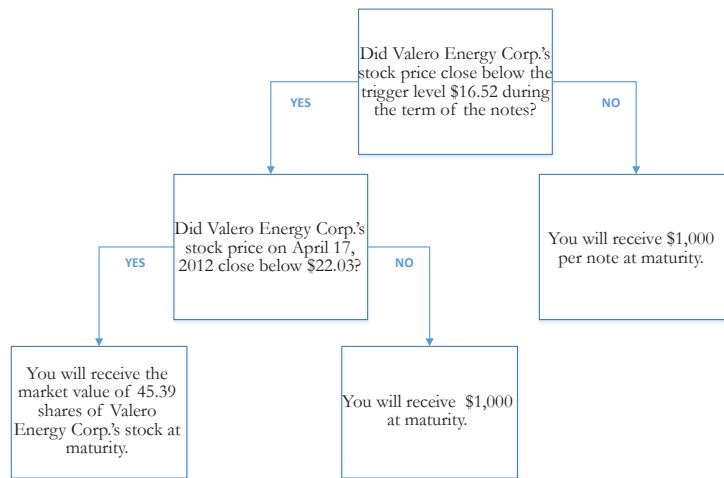 Did Valero Energy Corp.'s
stock price close below the
trigger level $16.52 during
the term of the notes?
YES
NO
Did Valero Energy Corp.'s
stock price on April 17,
2012 close below $22.03?
You will receive $1,000
per note at maturity.
YES
NO
You will receive the
market value of 45.39
shares of Valero
Energy Corp.'s stock at
maturity.
You will receive $1,000
at maturity.